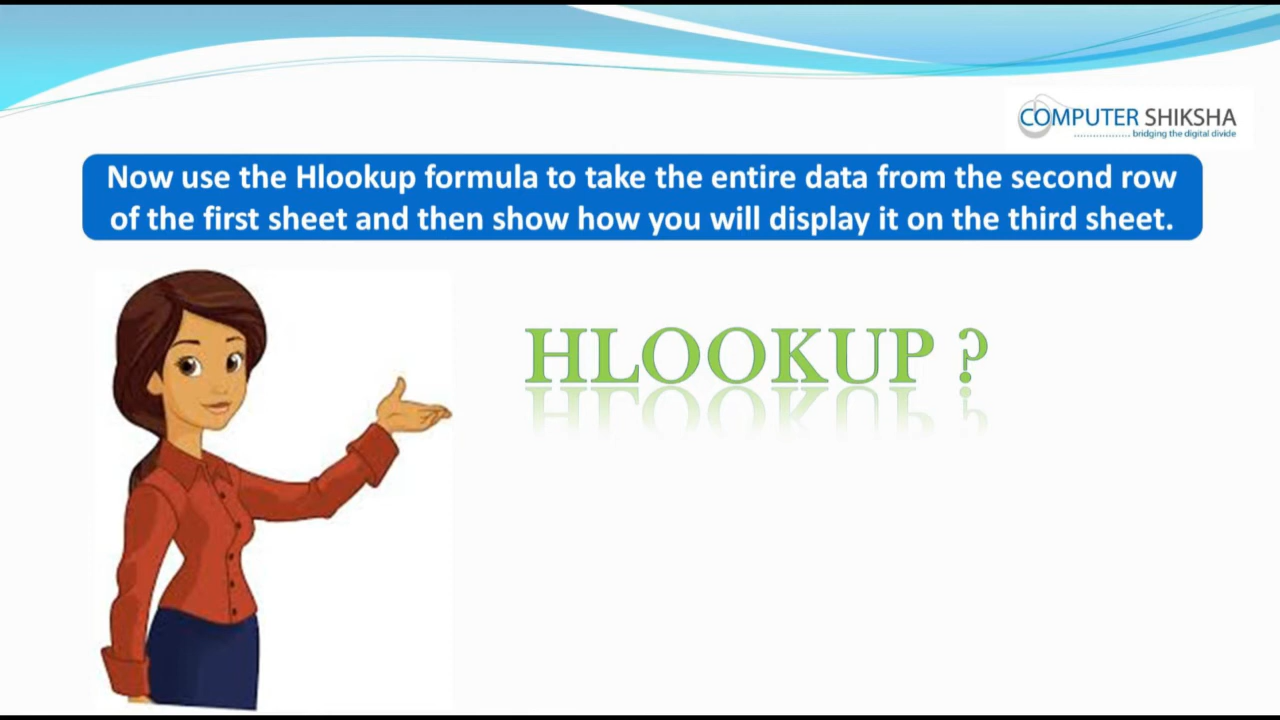 COMPUTER SHIKSHA
bridging the digital divide
Now use the Hlookup formula to take the entire data from the second row
of the first sheet and then show how you will display it on the third sheet.
HLOOKUP ?